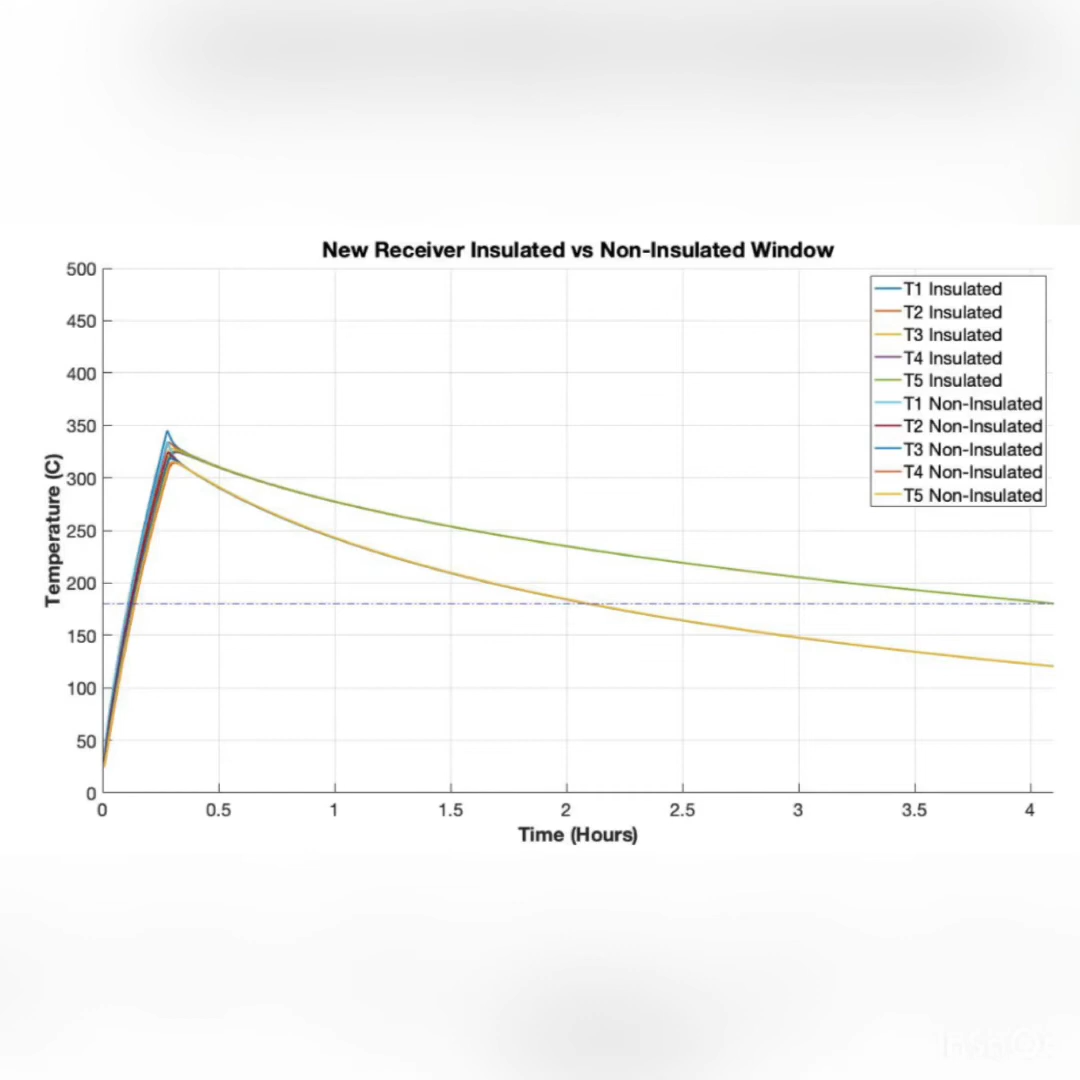 New Receiver Insulated vs Non-Insulated Window
500
450
400
350
300
250
200
150
100
50
0
Temperature (C)
T1 Insulated
T2 Insulated
T3 Insulated
T4 Insulated
T5 Insulated
T1 Non-Insulated
T2 Non-Insulated
T3 Non-Insulated
T4 Non-Insulated
T5 Non-Insulated
0 0.5 1 1.5 2 2.5 3 3.5 4
Time (Hours)